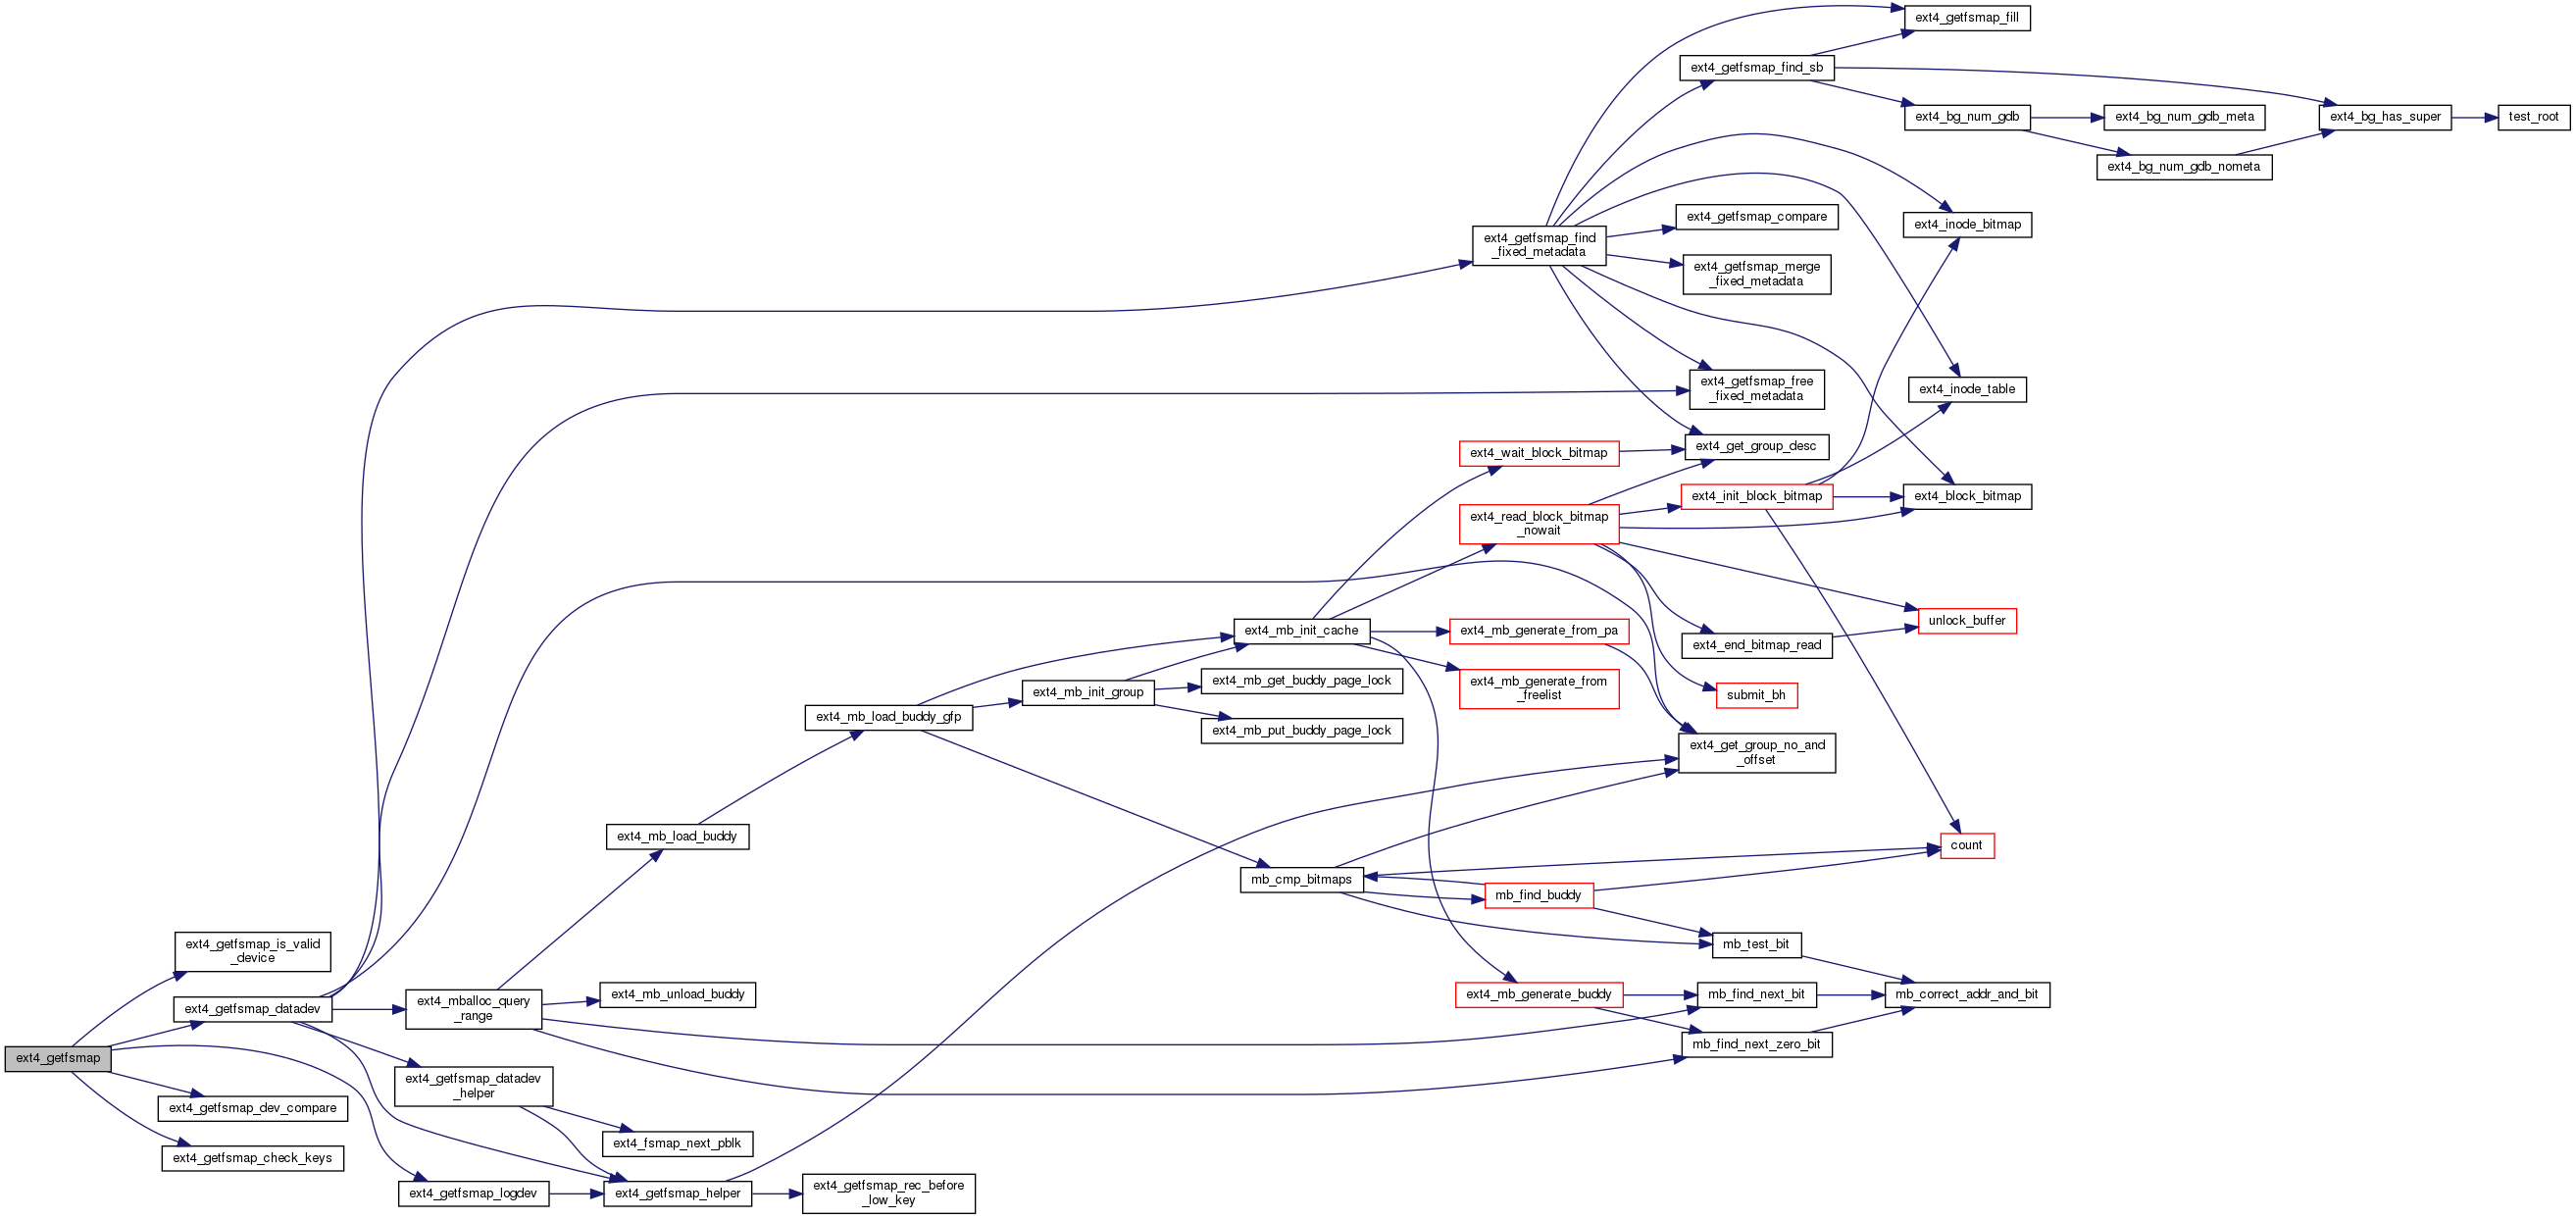 ext4_getfsmap
ext4_getfsmap_is_valid
_device
ext4_getfsmap_datadev
ext4_getfsmap_dev_compare
ext4_getfsmap_check_keys
ext4_mballoc_query
_range
ext4_getfsmap_datadev
_helper
ext4_getfsmap_logdev
ext4_mb_load_buddy
ext4_mb_unload_buddy
ext4_fsmap_next_pblk
ext4_getfsmap_helper
ext4_mb_load_buddy_gfp
ext4_getfsmap_rec_before
_low_key
ext4_mb_init_group
ext4_mb_init_cache
ext4_mb_get_buddy_page_lock
ext4_mb_put_buddy_page_lock
mb_cmp_bitmaps
ext4_getfsmap_find
_fixed_metadata
ext4_wait_block_bitmap
ext4_read_block_bitmap
_nowait
ext4_mb_generate_from_pa
ext4_mb_generate_from
_freelist
mb_find_buddy
ext4_mb_generate_buddy
ext4_getfsmap_find_sb
ext4_getfsmap_compare
ext4_getfsmap_merge
_fixed_metadata
ext4_getfsmap_free
_fixed_metadata
ext4_get_group_desc
ext4_init_block_bitmap
ext4_end_bitmap_read
submit_bh
ext4_get_group_no_and
_offset
mb_test_bit
mb_find_next_bit
mb_find_next_zero_bit
ext4_getfsmap_fill
ext4_bg_num_gdb
ext4_inode_bitmap
ext4_inode_table
ext4_block_bitmap
unlock_buffer
count
mb_correct_addr_and_bit
ext4_bg_num_gdb_meta
ext4_bg_num_gdb_nometa
ext4_bg_has_super
test_root